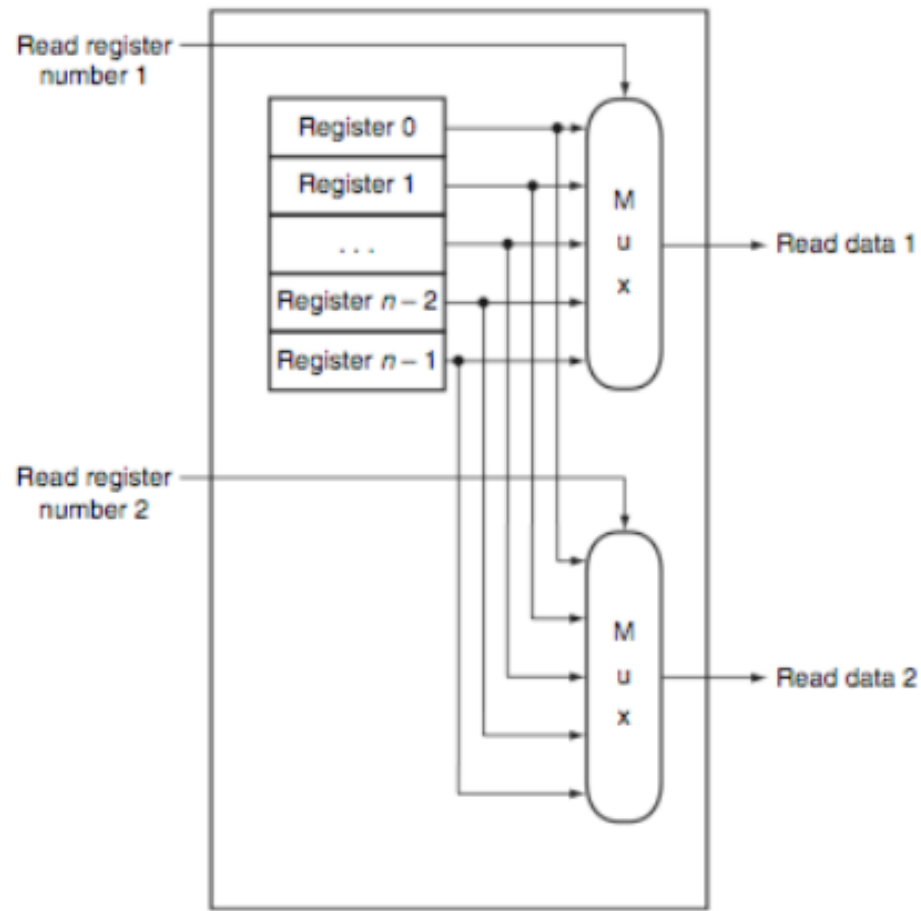 Read register
number 1
Register 0
Register 1
. . .
Register n – 2
Register n – 1
M
u
x
Read data 1
Read register
number 2
M
u
x
Read data 2